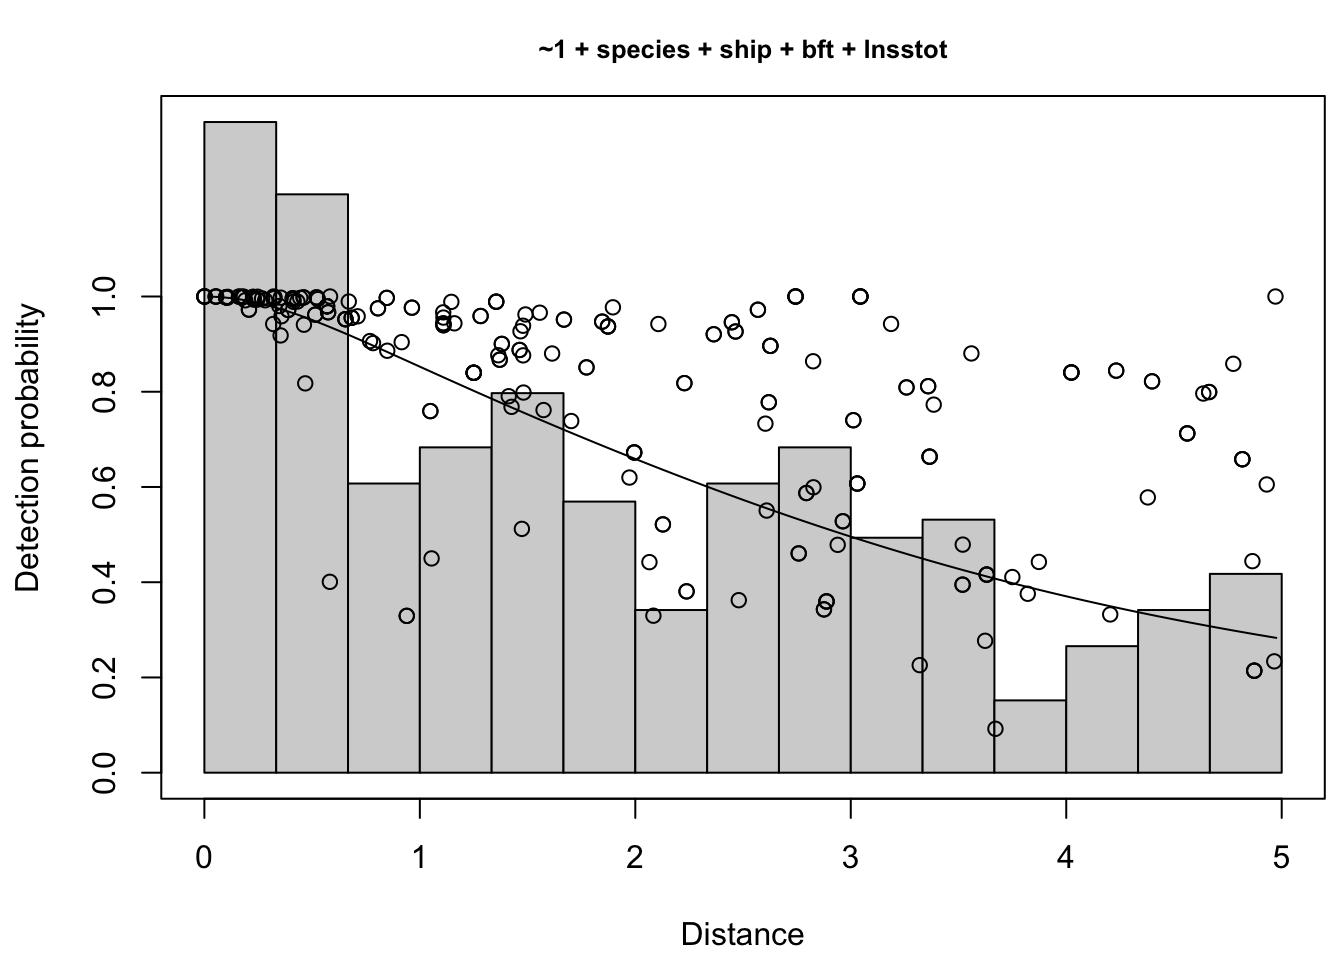 ~1 + species + ship + bft + lnsstot
Detection probability
1.0
0.8
0.6
0.4
0.2
0.0
0 1 2 3 4 5
Distance